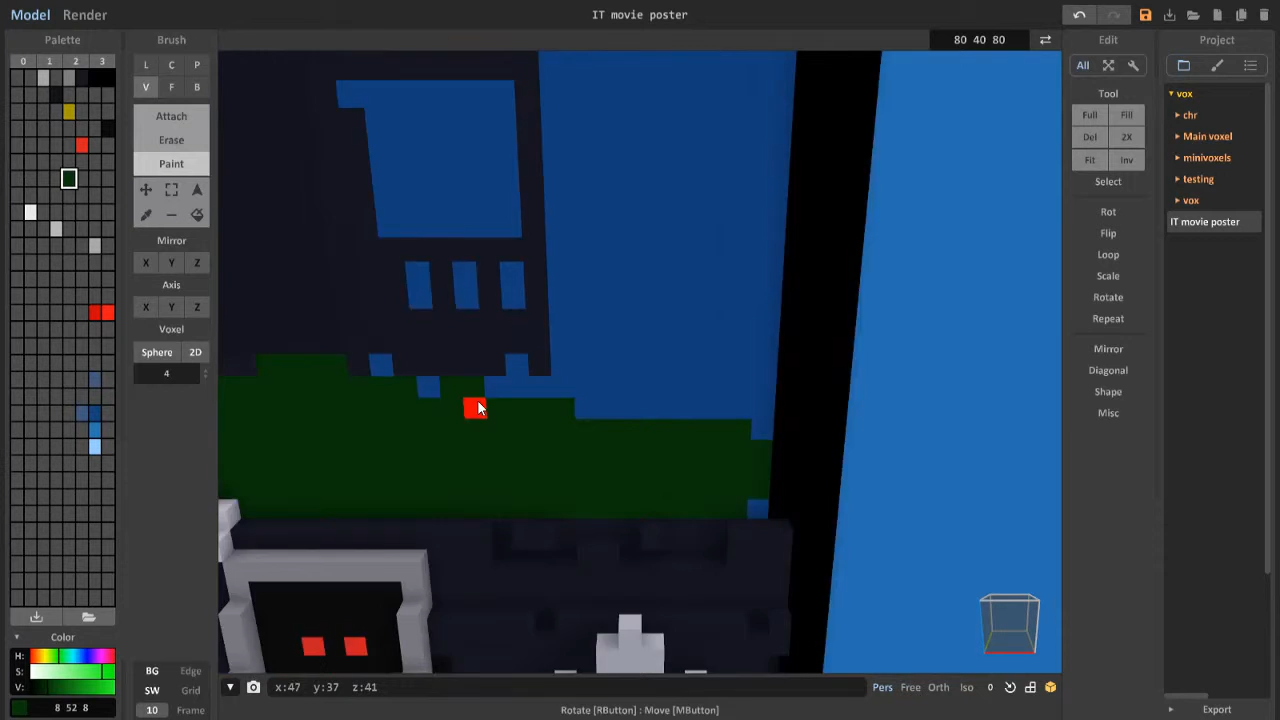 Model Render
IT movie poster
Palette
0 1 2 3
Color
H:
S:
V:
8 52 8
Brush
L C P
V F B
Attach
Erase
Paint
Mirror
X Y Z
Axis
X Y Z
Voxel
Sphere 2D
4
BG Edge
SW Grid
10 Frame
80 40 80
x:47 y:37 z:41
Pers Free Orth Iso 0
Rotate [RButton] : Move [MButton]
Edit
All
Tool
Full Fill
Del 2X
Fit Inv
Select
Rot
Flip
Loop
Scale
Rotate
Repeat
Mirror
Diagonal
Shape
Misc
Project
vox
chr
Main voxel
minivoxels
testing
vox
IT movie poster
Export